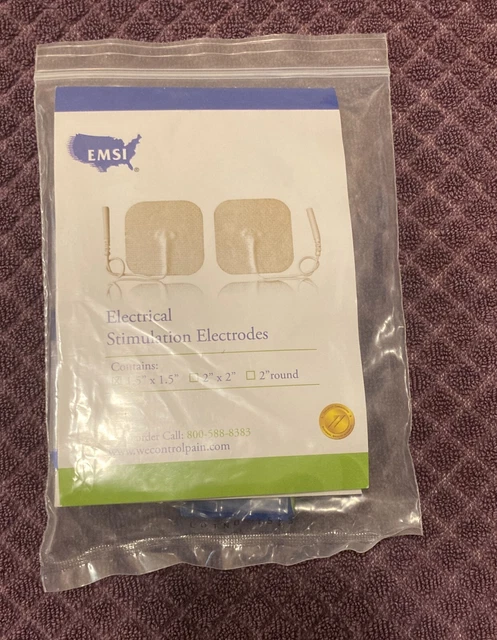 EMSI
Electrical
Stimulation Electrodes
Contains:
1.5" x 1.5" 2" x 2" 2"round
Call: 800-588-8383
www.wecontrolpain.com